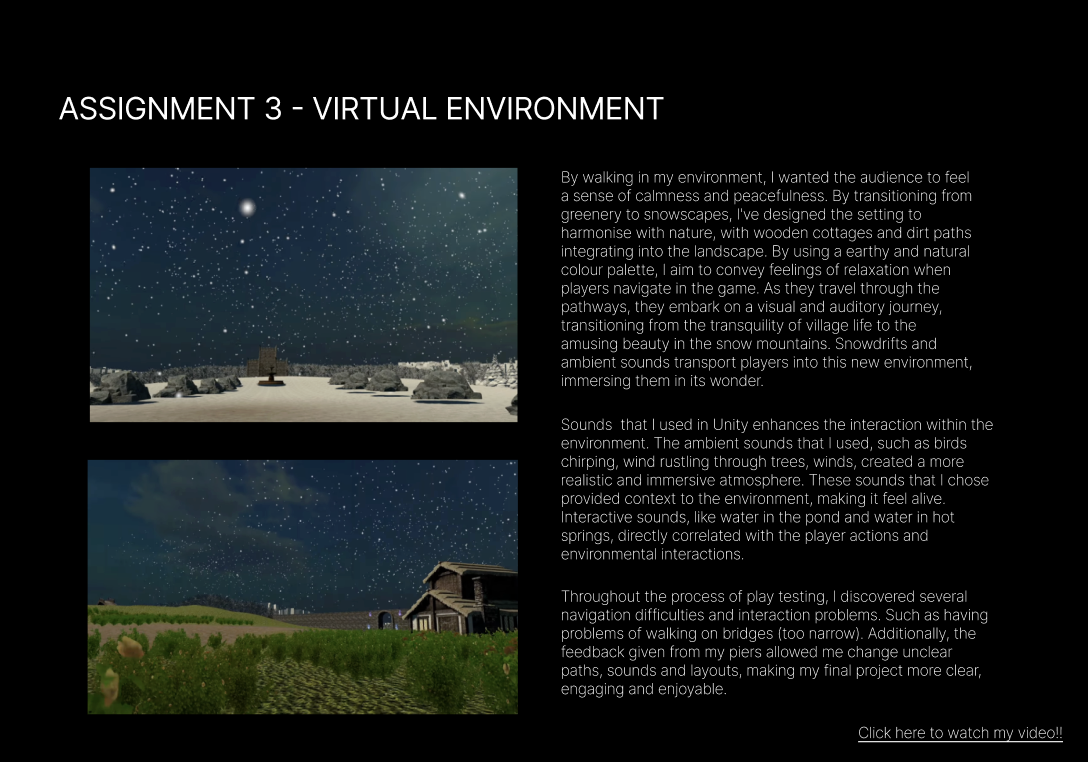 ASSIGNMENT 3 - VIRTUAL ENVIRONMENT
By walking in my environment, I wanted the audience to feel
a sense of calmness and peacefulness. By transitioning from
greenery to snowscapes, I've designed the setting to
harmonise with nature, with wooden cottages and dirt paths
integrating into the landscape. By using a earthy and natural
colour palette, I aim to convey feelings of relaxation when
players navigate in the game. As they travel through the
pathways, they embark on a visual and auditory journey,
transitioning from the transquility of village life to the
amusing beauty in the snow mountains. Snowdrifts and
ambient sounds transport players into this new environment,
immersing them in its wonder.
Sounds  that I used in Unity enhances the interaction within the
environment. The ambient sounds that I used, such as birds
chirping, wind rustling through trees, winds, created a more
realistic and immersive atmosphere. These sounds that I chose
provided context to the environment, making it feel alive.
Interactive sounds, like water in the pond and water in hot
springs, directly correlated with the player actions and
environmental interactions.
Throughout the process of play testing, I discovered several
navigation difficulties and interaction problems. Such as having
problems of walking on bridges (too narrow). Additionally, the
feedback given from my piers allowed me change unclear
paths, sounds and layouts, making my final project more clear,
engaging and enjoyable.
Click here to watch my video!!